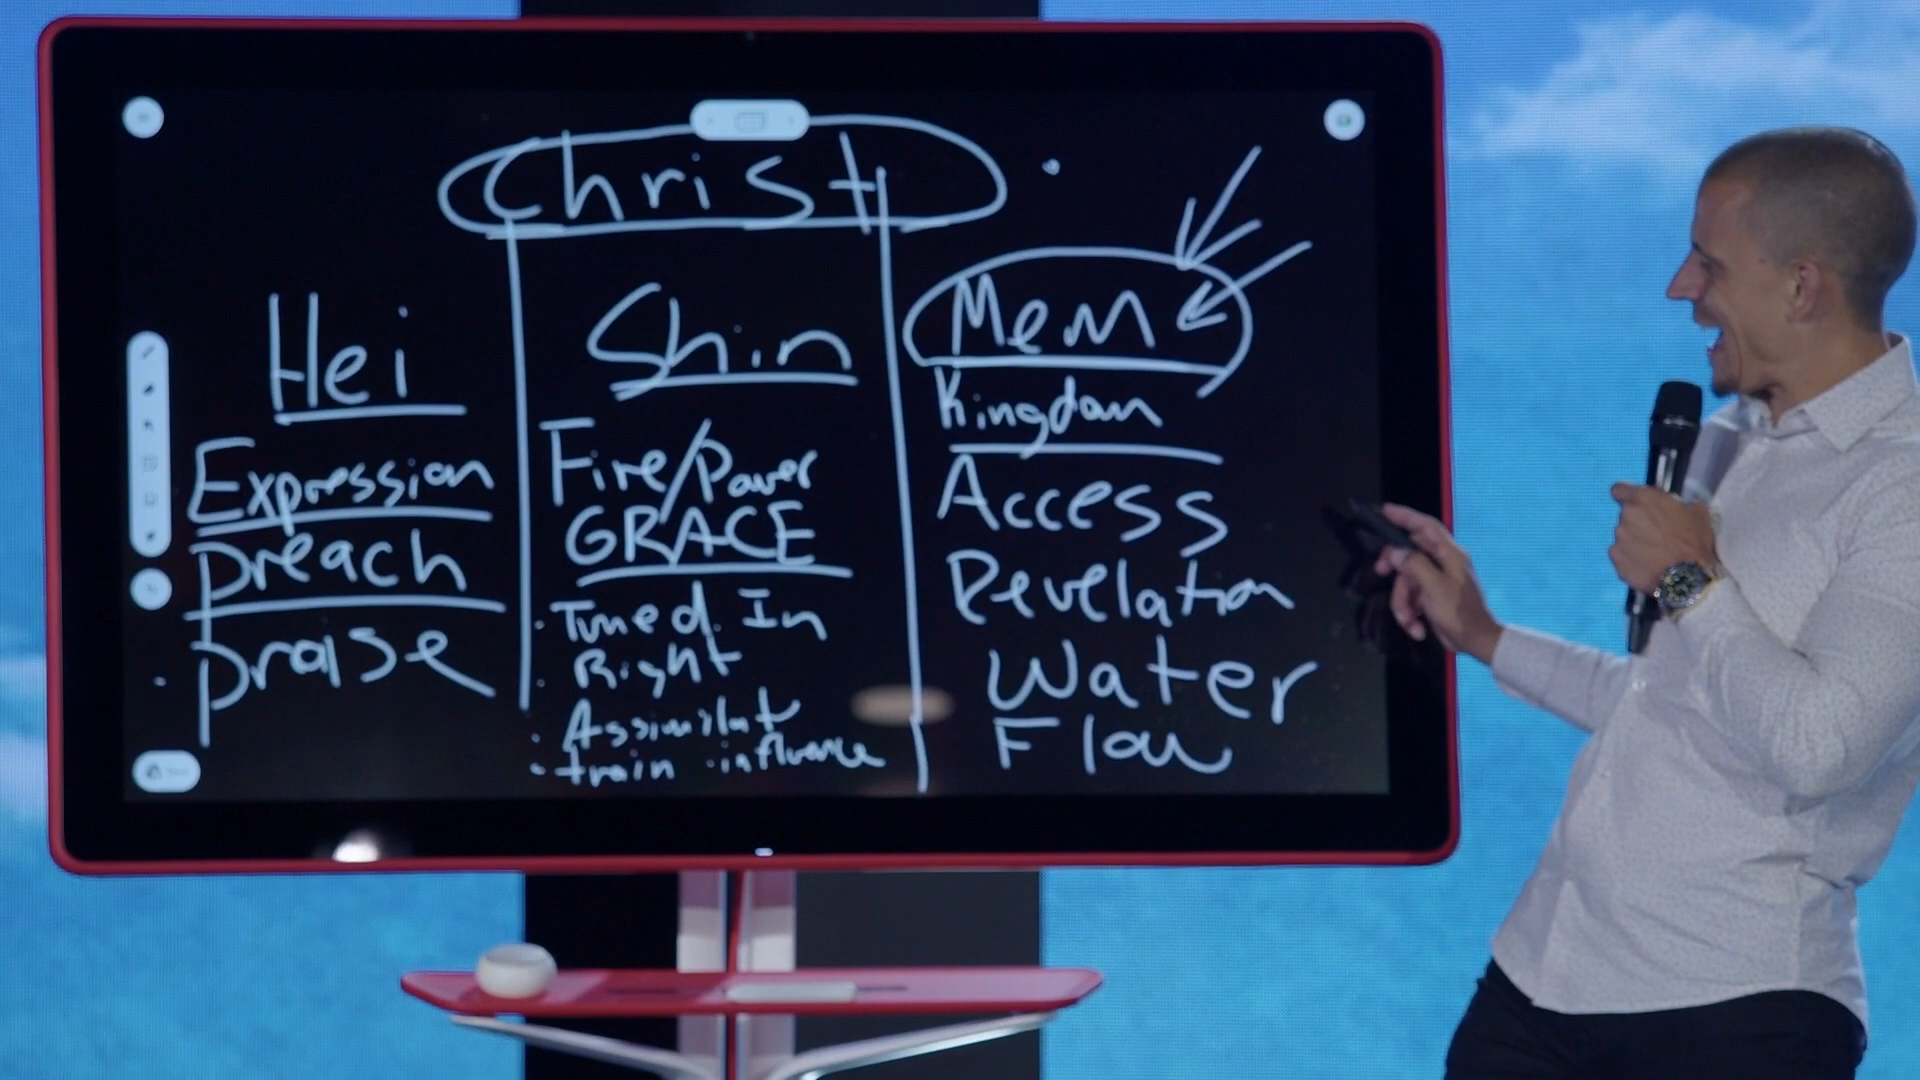 Christ
Hei
Expression
Preach
Praise
Shin
Fire/Power
GRACE
Tuned In
Right
Assimilat
train influence
Mem
Kingdom
Access
Revelation
Water
Flow